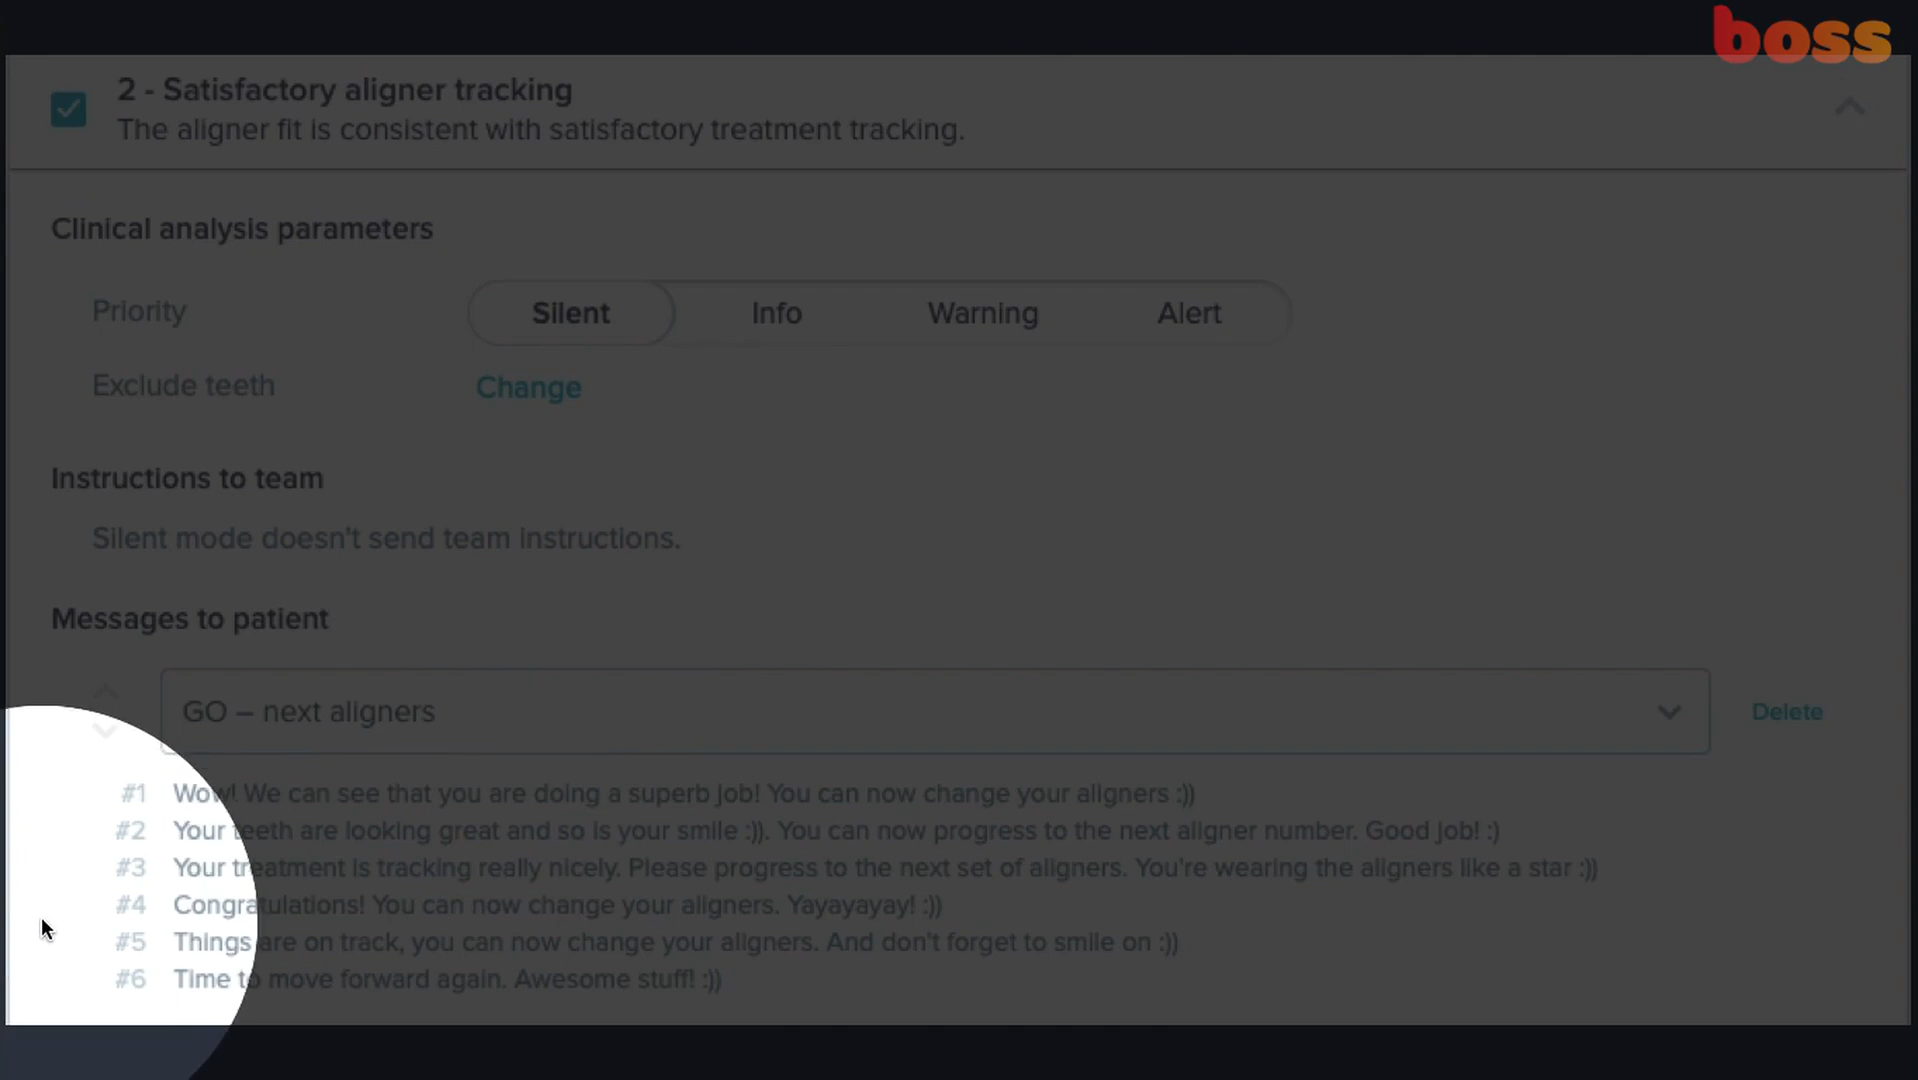 boss
2 - Satisfactory aligner tracking
The aligner fit is consistent with satisfactory treatment tracking.
Clinical analysis parameters
Priority Silent Info Warning Alert
Exclude teeth Change
Instructions to team
Silent mode doesn't send team instructions.
Messages to patient
GO – next aligners Delete
#1 Wow! We can see that you are doing a superb job! You can now change your aligners :))
#2 Your teeth are looking great and so is your smile :)). You can now progress to the next aligner number. Good job! :)
#3 Your treatment is tracking really nicely. Please progress to the next set of aligners. You're wearing the aligners like a star :))
#4 Congratulations! You can now change your aligners. Yayayayay! :))
#5 Things are on track, you can now change your aligners. And don't forget to smile on :))
#6 Time to move forward again. Awesome stuff! :))